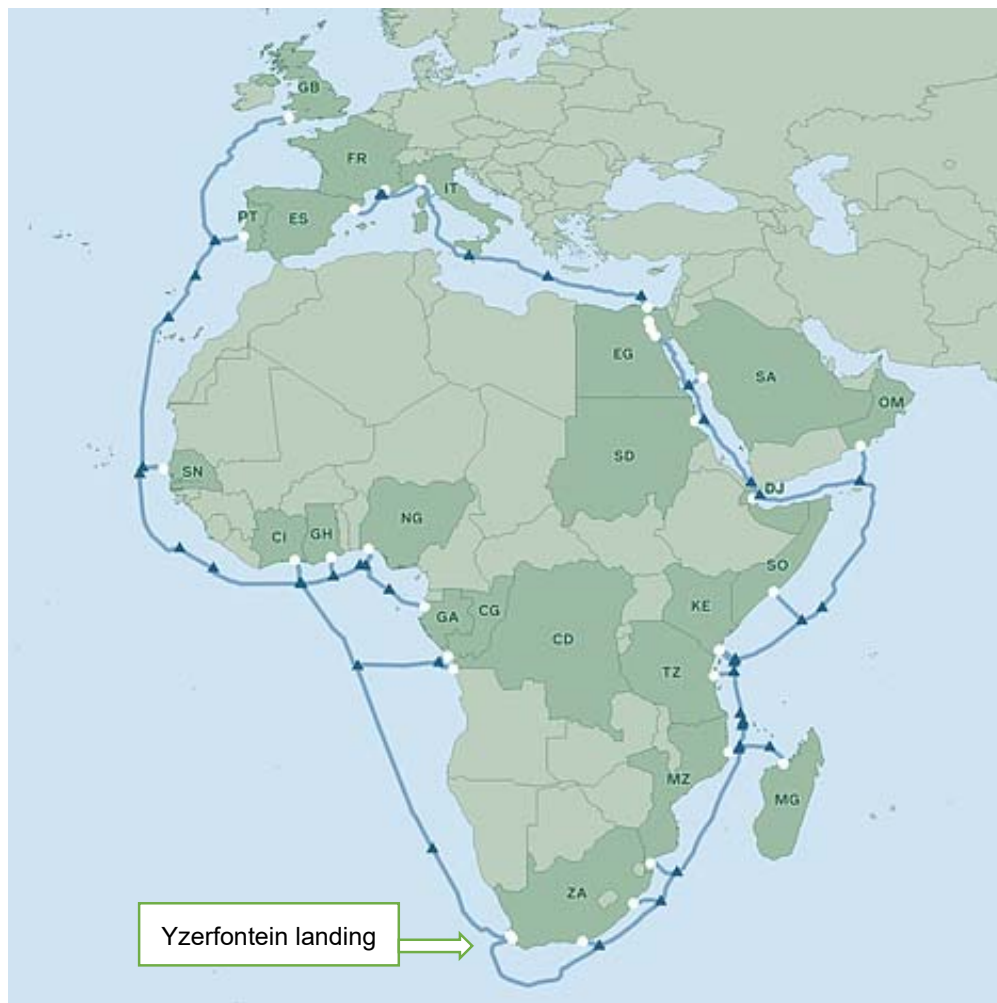 GB
FR
IT
PT
ES
EG
SA
OM
SN
SD
DJ
NG
CI
GH
SO
GA
CG
KE
CD
TZ
MZ
MG
ZA
Yzerfontein landing